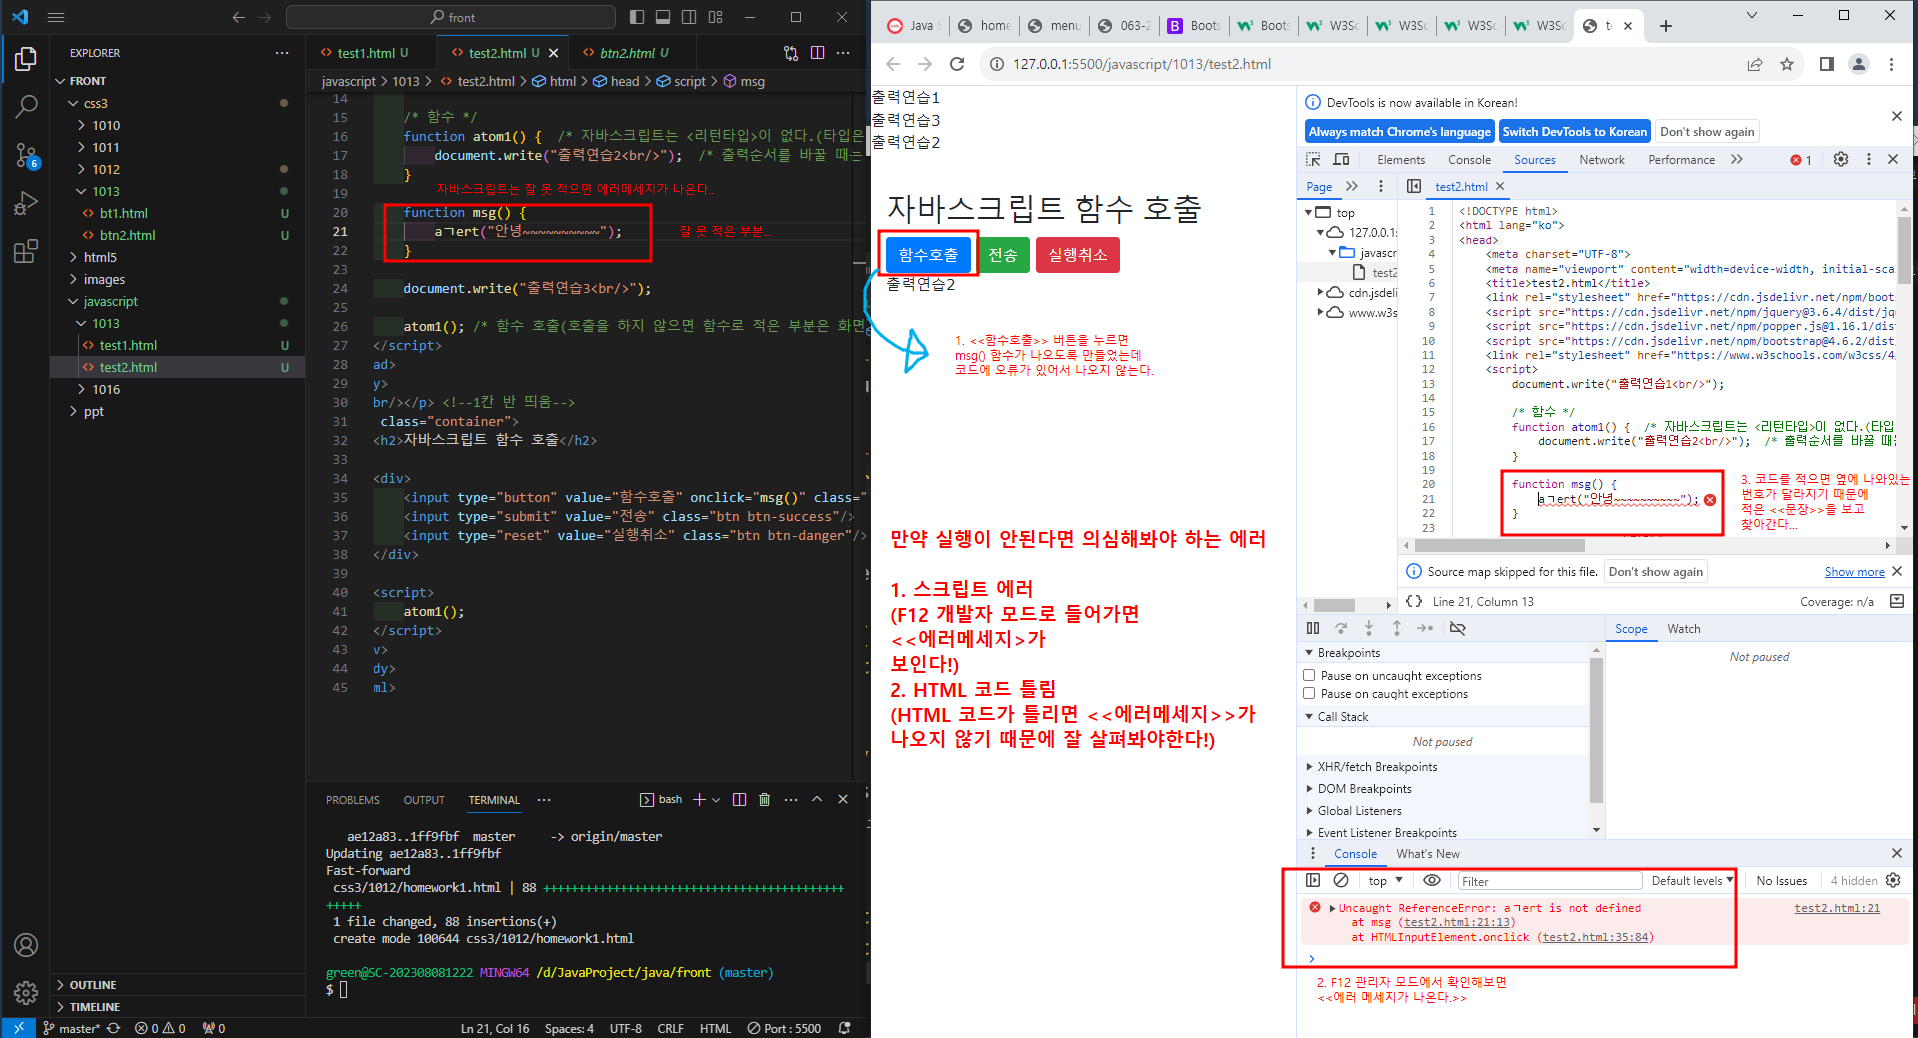 front
EXPLORER
FRONT
css3
1010
1011
1012
1013
bt1.html U
btn2.html U
html5
images
javascript
1013
test1.html U
test2.html U
1016
ppt
OUTLINE
TIMELINE
test1.html U
test2.html U
btn2.html U
javascript > 1013 > test2.html > html > head > script > msg
14
15 /* 함수 */
16 function atom1() { /* 자바스크립트는 <리턴타입>이 없다.(타입은
17 document.write("출력연습2<br/>"); /* 출력순서를 바꿀 때는
18 }
19 자바스크립트는 잘 못 적으면 에러메세지가 나온다..
20 function msg() {
21 aㄱert("안녕~~~~~~~~~~"); 잘 못 적은 부분...
22 }
23
24 document.write("출력연습3<br/>");
25
26 atom1(); /* 함수 호출(호출을 하지 않으면 함수로 적은 부분은 화면
27 </script>
28 ad>
29 y>
30 br/></p> <!--1칸 반 띄움-->
31 class="container">
32 <h2>자바스크립트 함수 호출</h2>
33
34 <div>
35 <input type="button" value="함수호출" onclick="msg()" class="
36 <input type="submit" value="전송" class="btn btn-success"/>
37 <input type="reset" value="실행취소" class="btn btn-danger"/>
38 </div>
39
40 <script>
41 atom1();
42 </script>
43 v>
44 dy>
45 ml>
PROBLEMS OUTPUT TERMINAL ··· bash
ae12a83..1ff9fbf master -> origin/master
Updating ae12a83..1ff9fbf
Fast-forward
css3/1012/homework1.html | 88 +++++++++++++++++++++++++++++++++++++++++++
+++++
1 file changed, 88 insertions(+)
create mode 100644 css3/1012/homework1.html
green@SC-202308081222 MINGW64 /d/JavaProject/java/front (master)
$
6
master* 0 0 0 Ln 21, Col 16 Spaces: 4 UTF-8 CRLF HTML Port : 5500
Java S home menu 063-2 Boots Boots W3Sc W3Sc W3Sc W3Sc
127.0.0.1:5500/javascript/1013/test2.html
출력연습1
출력연습3
출력연습2
자바스크립트 함수 호출
함수호출 전송 실행취소
출력연습2
1. <<함수호출>> 버튼을 누르면
msg() 함수가 나오도록 만들었는데
코드에 오류가 있어서 나오지 않는다.
만약 실행이 안된다면 의심해봐야 하는 에러
1. 스크립트 에러
(F12 개발자 모드로 들어가면
<<에러메세지>가
보인다!)
2. HTML 코드 틀림
(HTML 코드가 틀리면 <<에러메세지>>가
나오지 않기 때문에 잘 살펴봐야한다!)
DevTools is now available in Korean!
Always match Chrome's language Switch DevTools to Korean Don't show again
Elements Console Sources Network Performance 1
Page test2.html
top
127.0.0.1:
javascr
test2
cdn.jsdeli
www.w3s
1 <!DOCTYPE html>
2 <html lang="ko">
3 <head>
4 <meta charset="UTF-8">
5 <meta name="viewport" content="width=device-width, initial-sca
6 <title>test2.html</title>
7 <link rel="stylesheet" href="https://cdn.jsdelivr.net/npm/boots
8 <script src="https://cdn.jsdelivr.net/npm/jquery@3.6.4/dist/jqu
9 <script src="https://cdn.jsdelivr.net/npm/popper.js@1.16.1/dist
10 <script src="https://cdn.jsdelivr.net/npm/bootstrap@4.6.2/dist/
11 <link rel="stylesheet" href="https://www.w3schools.com/w3css/4/
12 <script>
13 document.write("출력연습1<br/>");
14
15 /* 함수 */
16 function atom1() { /* 자바스크립트는 <리턴타입>이 없다.(타입
17 document.write("출력연습2<br/>"); /* 출력순서를 바꿀 때는
18 }
19
20 function msg() {
21 aㄱert("안녕~~~~~~~~~~");
22 }
23
3. 코드를 적으면 옆에 나와있는
번호가 달라지기 때문에
적은 <<문장>>을 보고
찾아간다...
Source map skipped for this file. Don't show again Show more
{ } Line 21, Column 13 Coverage: n/a
Scope Watch
Not paused
Breakpoints
Pause on uncaught exceptions
Pause on caught exceptions
Call Stack
Not paused
XHR/fetch Breakpoints
DOM Breakpoints
Global Listeners
Event Listener Breakpoints
Console What's New
top Filter Default levels No Issues 4 hidden
Uncaught ReferenceError: aㄱert is not defined test2.html:21
at msg (test2.html:21:13)
at HTMLInputElement.onclick (test2.html:35:84)
2. F12 관리자 모드에서 확인해보면
<<에러 메세지가 나온다.>>